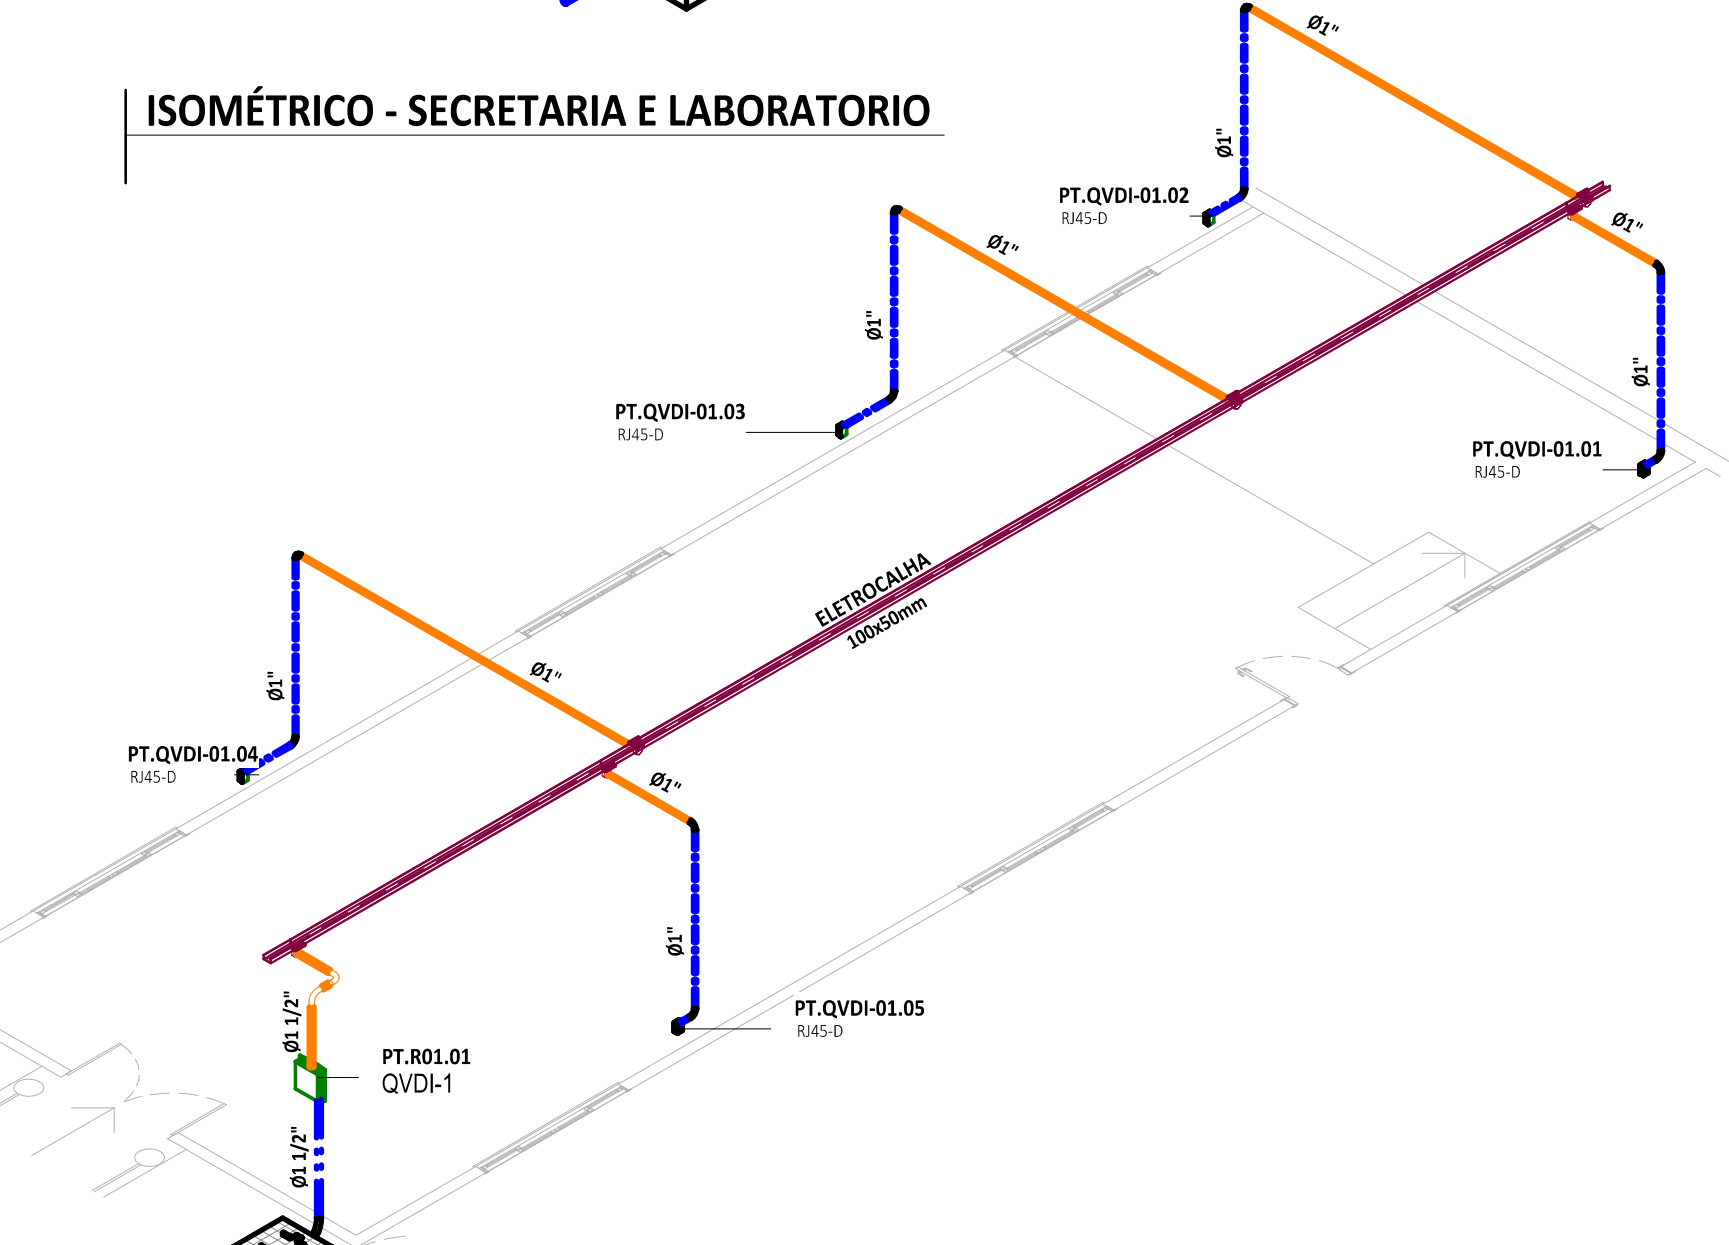 Ø1"
ISOMÉTRICO - SECRETARIA E LABORATORIO
Ø1"
PT.QVDI-01.02
RJ45-D
Ø1"
Ø1"
Ø1"
PT.QVDI-01.03
RJ45-D
Ø1"
PT.QVDI-01.01
RJ45-D
ELETROCALHA
100x50mm
Ø1"
Ø1"
PT.QVDI-01.04
RJ45-D
Ø1"
Ø1"
PT.QVDI-01.05
RJ45-D
Ø1 1/2"
PT.R01.01
QVDI-1
Ø1 1/2"